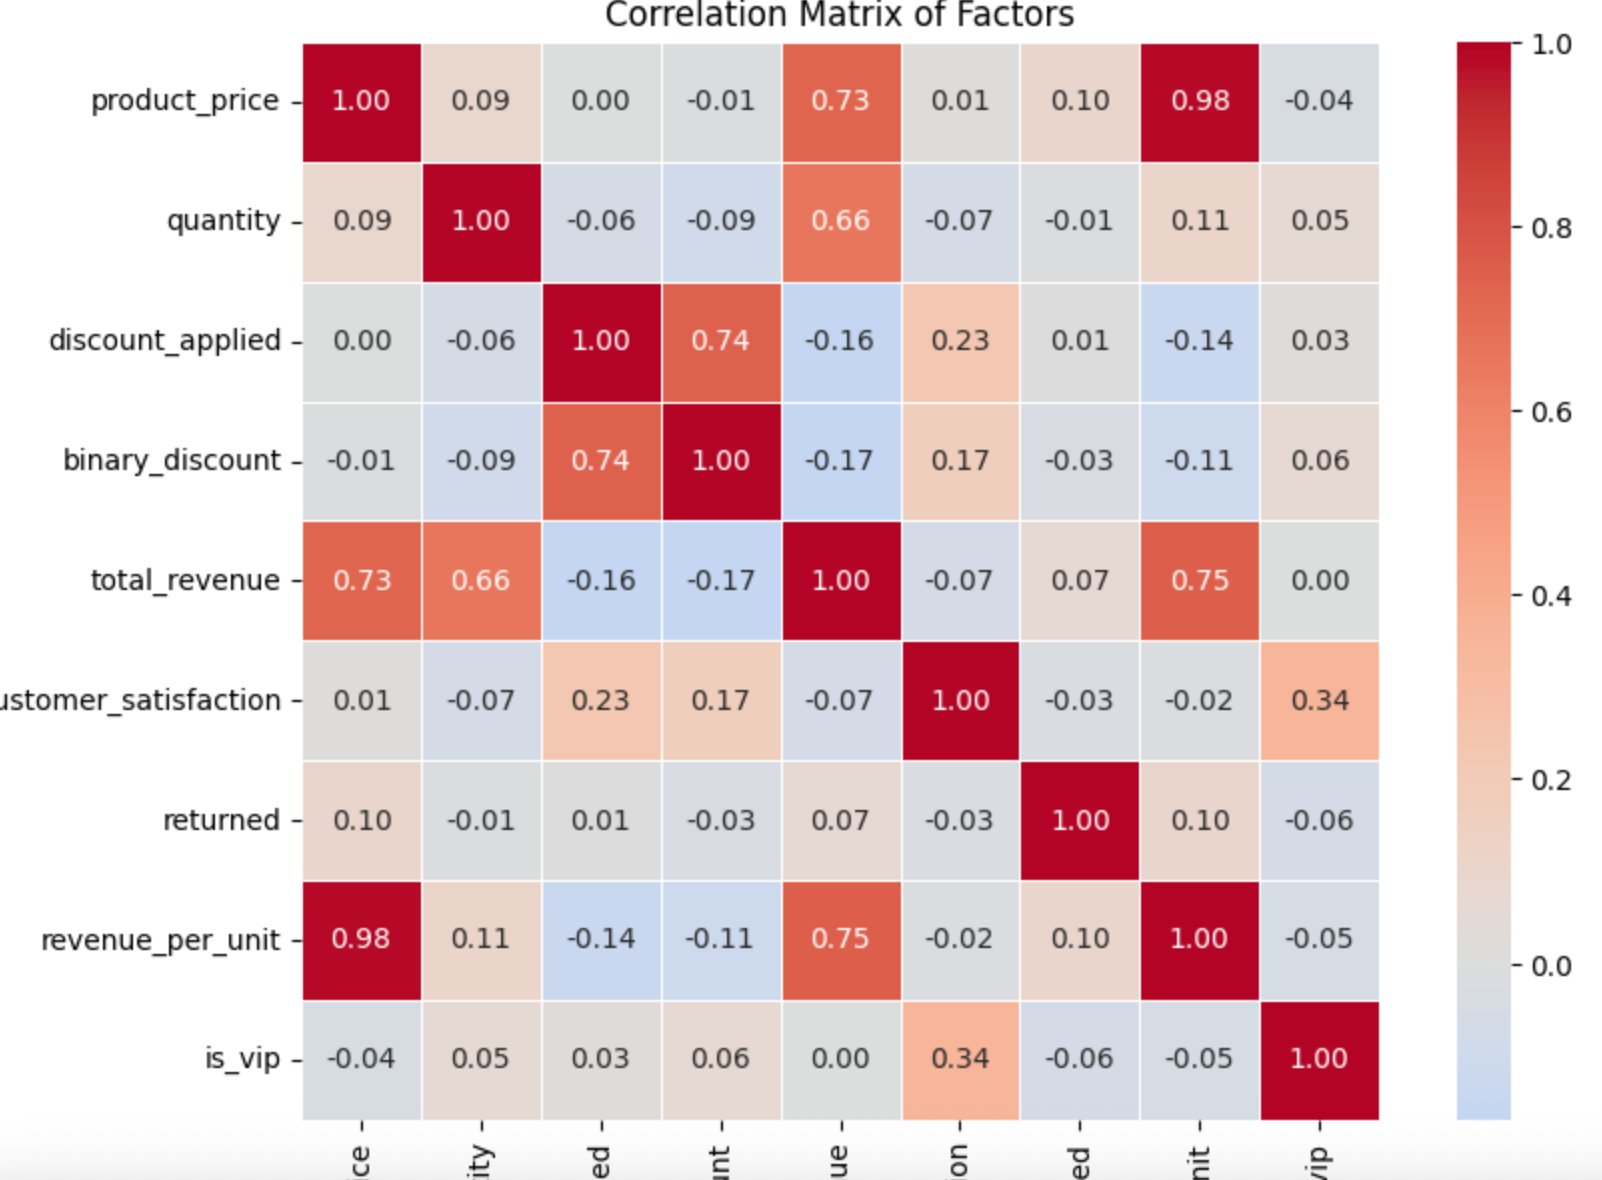 Correlation Matrix of Factors
product_price 1.00 0.09 0.00 -0.01 0.73 0.01 0.10 0.98 -0.04
quantity 0.09 1.00 -0.06 -0.09 0.66 -0.07 -0.01 0.11 0.05
discount_applied 0.00 -0.06 1.00 0.74 -0.16 0.23 0.01 -0.14 0.03
binary_discount -0.01 -0.09 0.74 1.00 -0.17 0.17 -0.03 -0.11 0.06
total_revenue 0.73 0.66 -0.16 -0.17 1.00 -0.07 0.07 0.75 0.00
ustomer_satisfaction 0.01 -0.07 0.23 0.17 -0.07 1.00 -0.03 -0.02 0.34
returned 0.10 -0.01 0.01 -0.03 0.07 -0.03 1.00 0.10 -0.06
revenue_per_unit 0.98 0.11 -0.14 -0.11 0.75 -0.02 0.10 1.00 -0.05
is_vip -0.04 0.05 0.03 0.06 0.00 0.34 -0.06 -0.05 1.00
ice ity ed unt ue ion ed nit vip
1.0
0.8
0.6
0.4
0.2
0.0